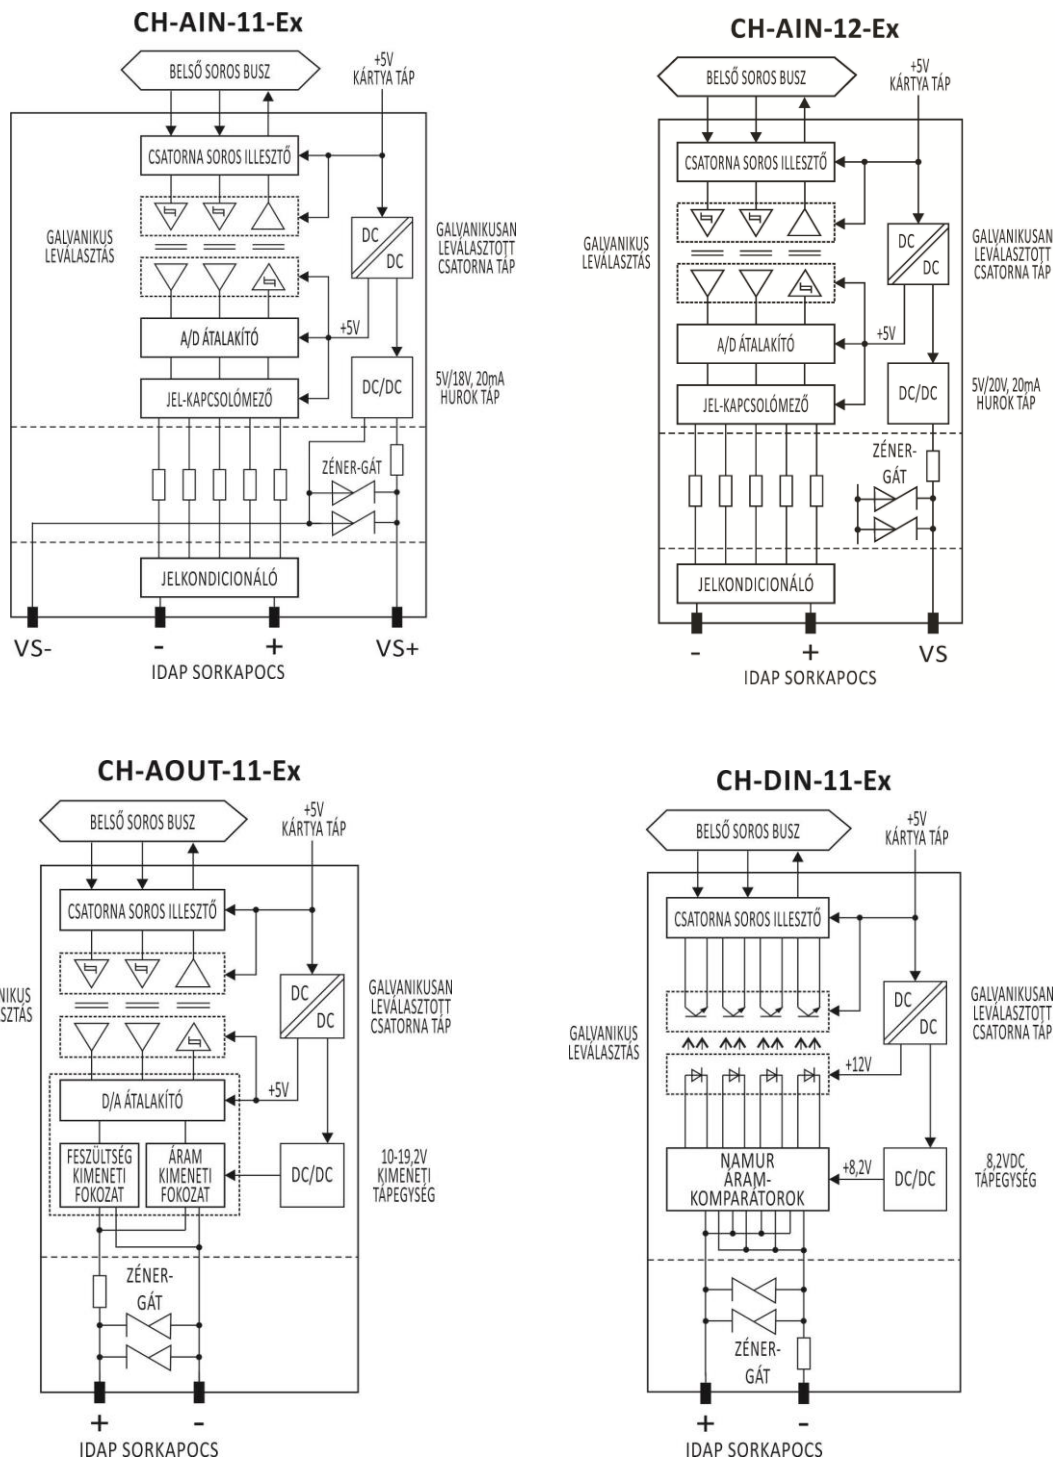 CH-AIN-11-Ex
BELSŐ SOROS BUSZ
+5V
KÁRTYA TÁP
CSATORNA SOROS ILLESZTŐ
GALVANIKUS
LEVÁLASZTÁS
DC
DC
GALVANIKUSAN
LEVÁLASZTOTT
CSATORNA TÁP
A/D ÁTALAKÍTÓ
+5V
JEL-KAPCSOLÓMEZŐ
DC/DC
5V/18V, 20mA
HUROK TÁP
ZÉNER-GÁT
JELKONDICIONÁLÓ
VS-
-
+
VS+
IDAP SORKAPOCS
CH-AIN-12-Ex
BELSŐ SOROS BUSZ
+5V
KÁRTYA TÁP
CSATORNA SOROS ILLESZTŐ
GALVANIKUS
LEVÁLASZTÁS
DC
DC
GALVANIKUSAN
LEVÁLASZTOTT
CSATORNA TÁP
A/D ÁTALAKÍTÓ
+5V
JEL-KAPCSOLÓMEZŐ
DC/DC
5V/20V, 20mA
HUROK TÁP
ZÉNER-
GÁT
JELKONDICIONÁLÓ
-
+
VS
IDAP SORKAPOCS
CH-AOUT-11-Ex
BELSŐ SOROS BUSZ
+5V
KÁRTYA TÁP
CSATORNA SOROS ILLESZTŐ
NIKUS
SZTÁS
DC
DC
GALVANIKUSAN
LEVÁLASZTOTT
CSATORNA TÁP
D/A ÁTALAKÍTÓ
+5V
FESZÜLTSÉG
KIMENETI
FOKOZAT
ÁRAM
KIMENETI
FOKOZAT
DC/DC
10-19,2V
KIMENETI
TÁPEGYSÉG
ZÉNER-
GÁT
+
-
IDAP SORKAPOCS
CH-DIN-11-Ex
BELSŐ SOROS BUSZ
+5V
KÁRTYA TÁP
CSATORNA SOROS ILLESZTŐ
GALVANIKUS
LEVÁLASZTÁS
DC
DC
GALVANIKUSAN
LEVÁLASZTOTT
CSATORNA TÁP
+12V
NAMUR
ÁRAM-
KOMPARÁTOROK
+8,2V
DC/DC
8,2VDC
TÁPEGYSÉG
ZÉNER-
GÁT
+
-
IDAP SORKAPOCS